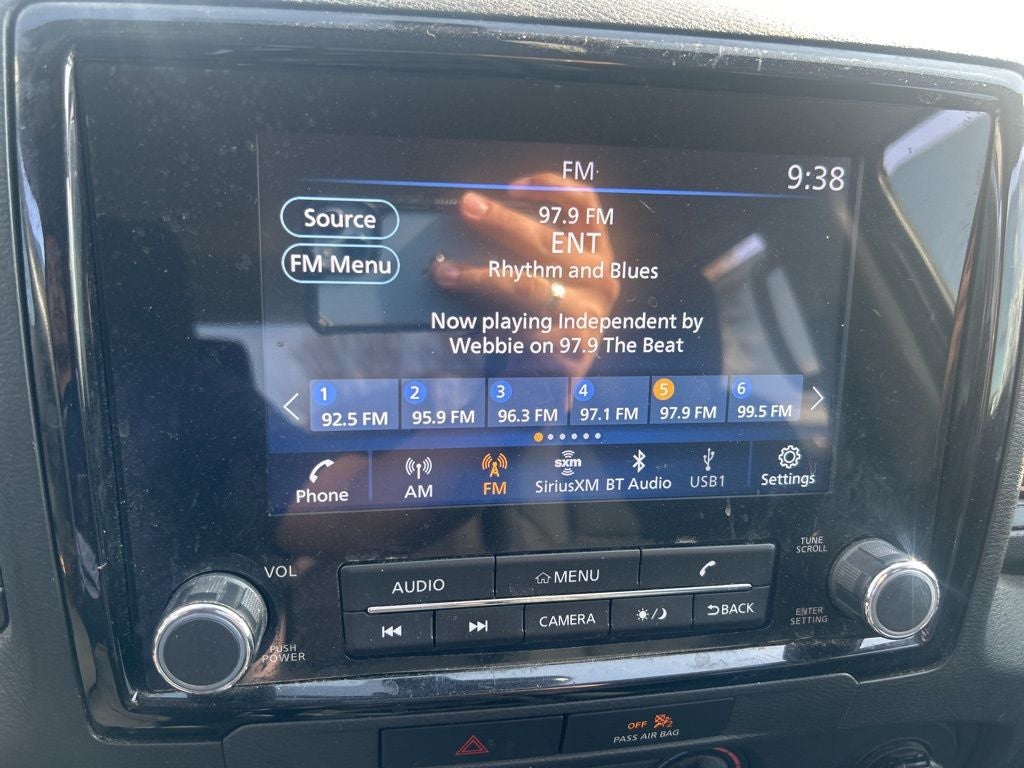 FM
9:38
Source
97.9 FM
ENT
FM Menu
Rhythm and Blues
Now playing Independent by
Webbie on 97.9 The Beat
1 2 3 4 5 6
92.5 FM 95.9 FM 96.3 FM 97.1 FM 97.9 FM 99.5 FM
sxm
Phone AM FM SiriusXM BT Audio USB1 Settings
TUNE
SCROLL
VOL
AUDIO MENU
CAMERA BACK
ENTER
SETTING
PUSH
POWER
OFF
PASS AIR BAG